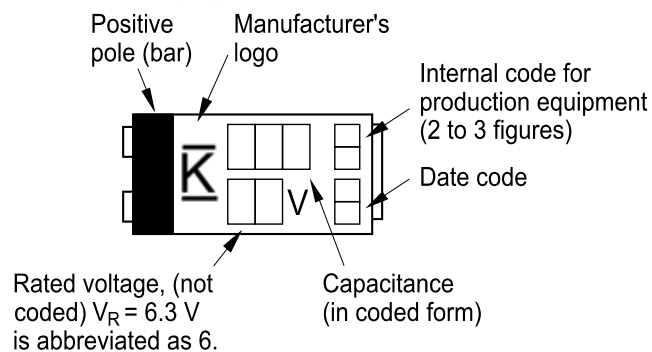 Positive
pole (bar)
Manufacturer's
logo
Internal code for
production equipment
(2 to 3 figures)
Date code
K
V
Rated voltage, (not
coded) VR = 6.3 V
is abbreviated as 6.
Capacitance
(in coded form)